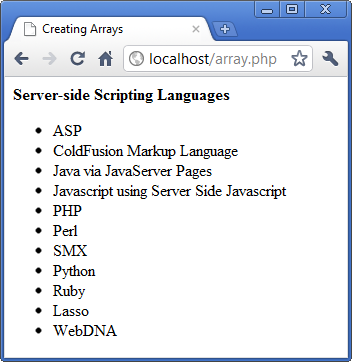 Creating Arrays
localhost/array.php
Server-side Scripting Languages
ASP
ColdFusion Markup Language
Java via JavaServer Pages
Javascript using Server Side Javascript
PHP
Perl
SMX
Python
Ruby
Lasso
WebDNA